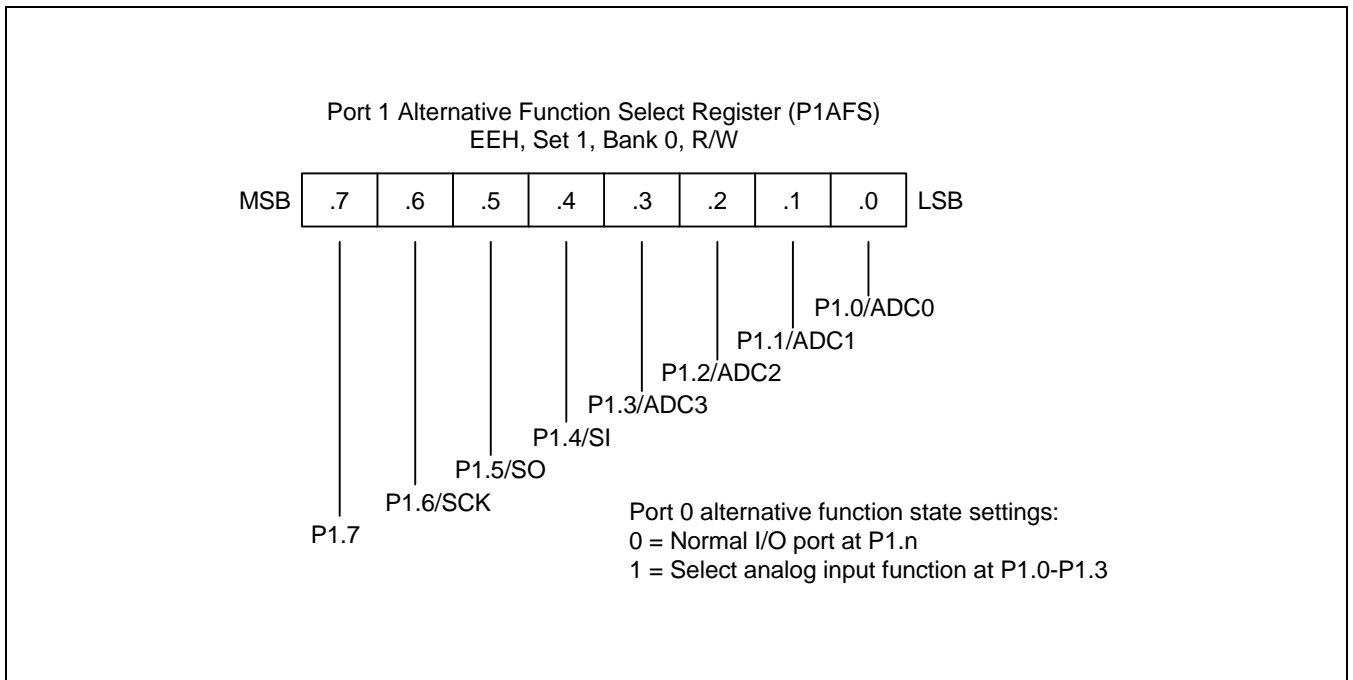 Port 1 Alternative Function Select Register (P1AFS)
EEH, Set 1, Bank 0, R/W
MSB .7 .6 .5 .4 .3 .2 .1 .0 LSB
P1.0/ADC0
P1.1/ADC1
P1.2/ADC2
P1.3/ADC3
P1.4/SI
P1.5/SO
P1.6/SCK
P1.7
Port 0 alternative function state settings:
0 = Normal I/O port at P1.n
1 = Select analog input function at P1.0-P1.3